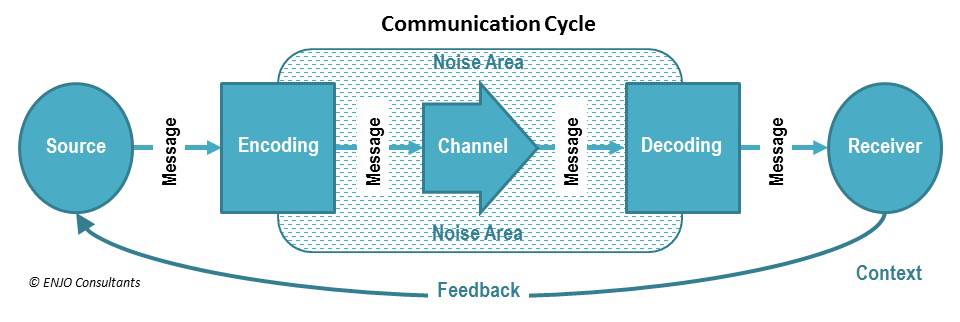 Communication Cycle
Noise Area
Source
Message
Encoding
Message
Channel
Message
Decoding
Message
Receiver
Noise Area
Context
© ENJO Consultants
Feedback